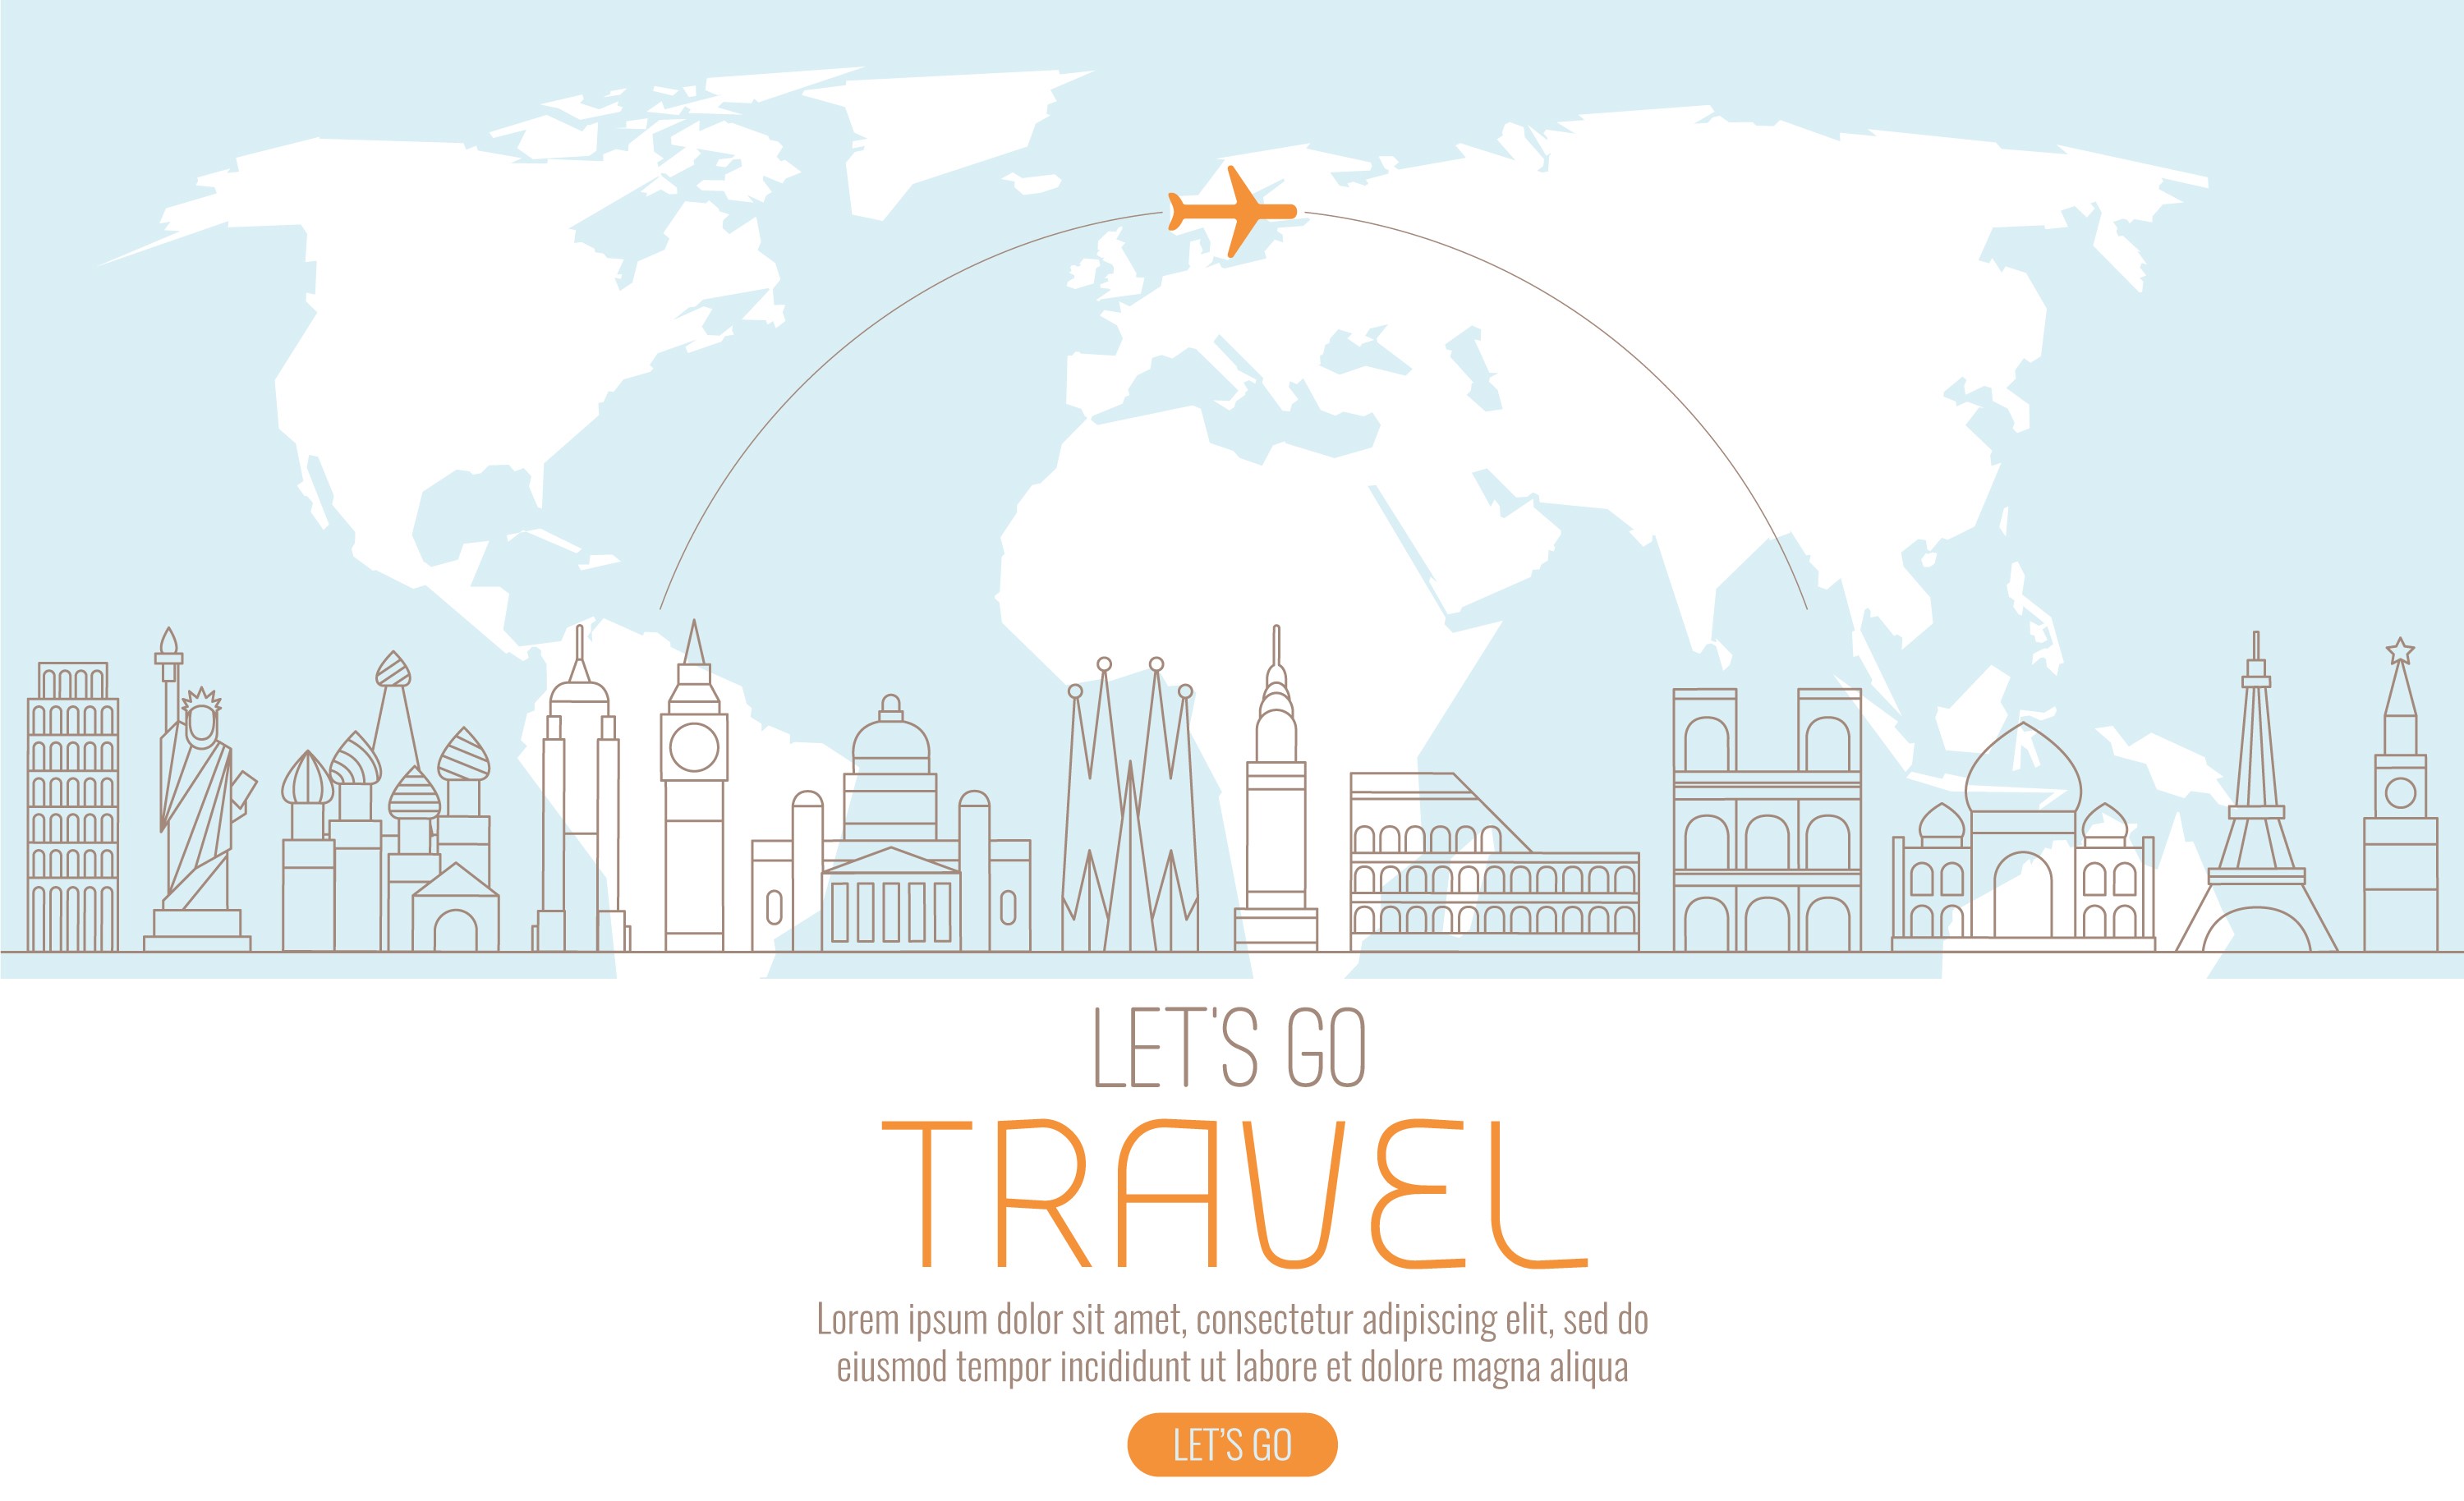 LET'S GO
TRAVEL
Lorem ipsum dolor sit amet, consectetur adipiscing elit, sed do
eiusmod tempor incididunt ut labore et dolore magna aliqua
LET'S GO